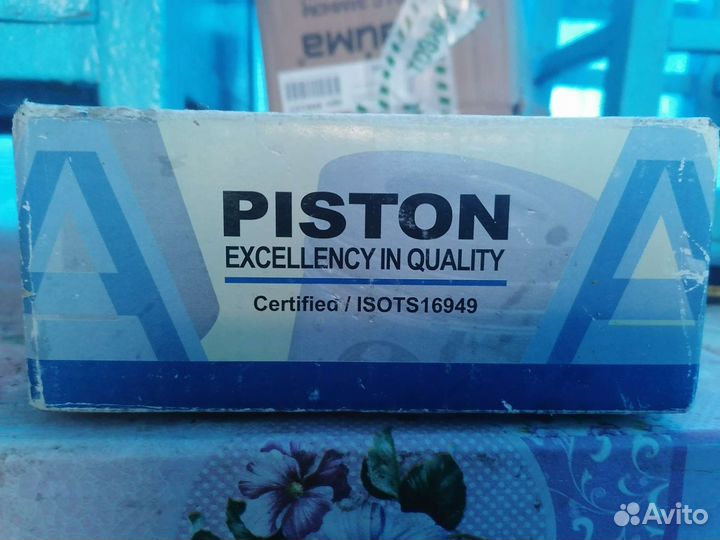 PISTON
EXCELLENCY IN QUALITY
Certified / ISOTS16949
Avito